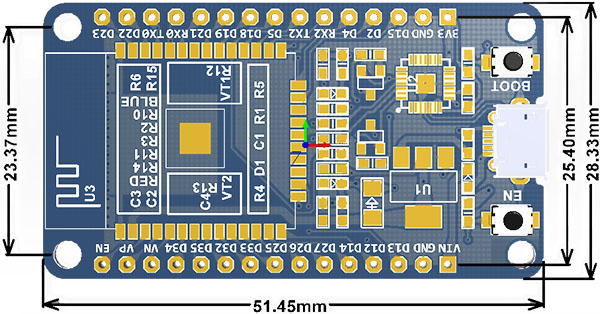 D23 D22 TX0 RX0 D21 D19 D18 D5 TX2 RX2 D4 D2 D15 GND 3V3
R6
R15
BLUE
R10
R2
R3
R11
R14
RED
C3
C2
R12
VT1
R13
C4
VT2
R5
R1
C1
D1
R4
U3
U2
U1
BOOT
EN
EN VP VN D34 D35 D32 D33 D25 D26 D27 D14 D12 D13 GND VIN
23.37mm
25.40mm
28.33mm
51.45mm